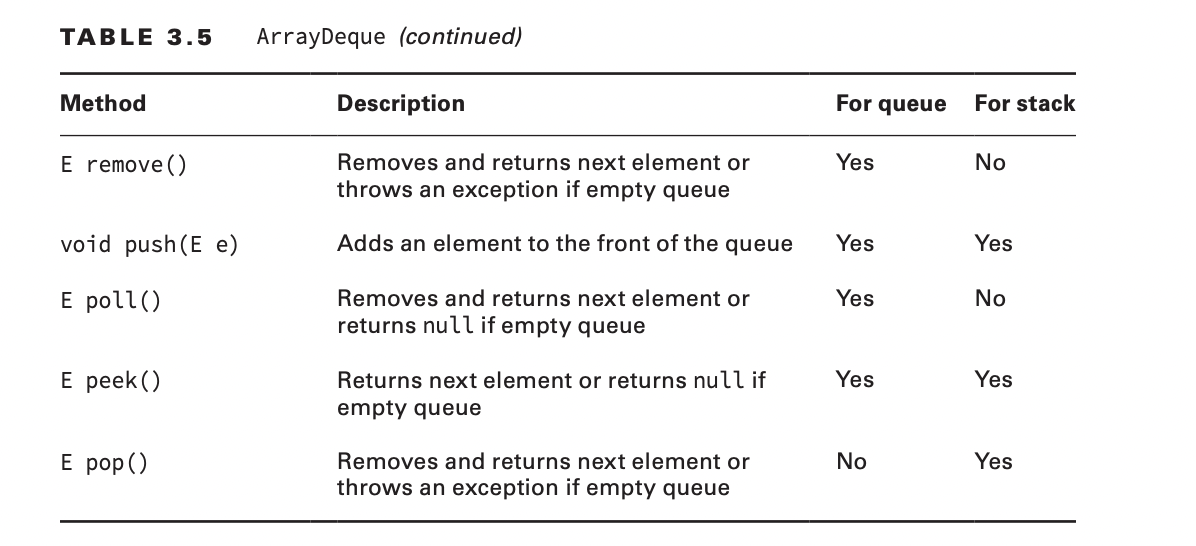 TABLE 3.5 ArrayDeque (continued)
Method Description For queue For stack
E remove() Removes and returns next element or Yes No
throws an exception if empty queue
void push(E e) Adds an element to the front of the queue Yes Yes
E poll() Removes and returns next element or Yes No
returns null if empty queue
E peek() Returns next element or returns null if Yes Yes
empty queue
E pop() Removes and returns next element or No Yes
throws an exception if empty queue